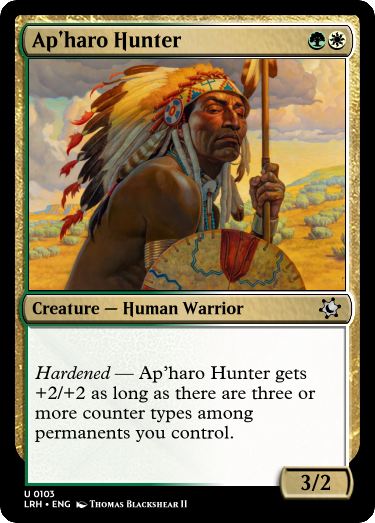 Ap'haro Hunter
Creature — Human Warrior
Hardened — Ap'haro Hunter gets
+2/+2 as long as there are three or
more counter types among
permanents you control.
3/2
U 0103
LRH • ENG Thomas Blackshear II